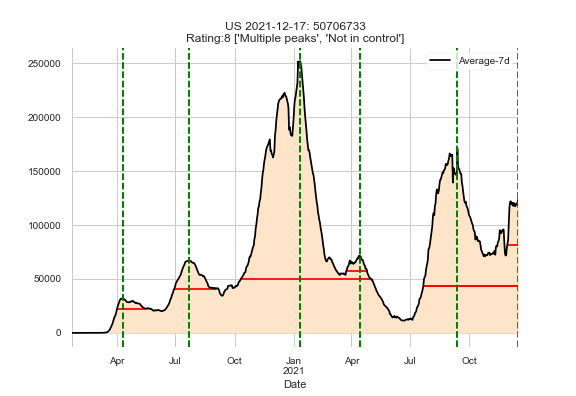 US 2021-12-17: 50706733
Rating:8 ['Multiple peaks', 'Not in control']
Average-7d
250000
200000
150000
100000
50000
0
Apr Jul Oct Jan Apr Jul Oct
2021
Date